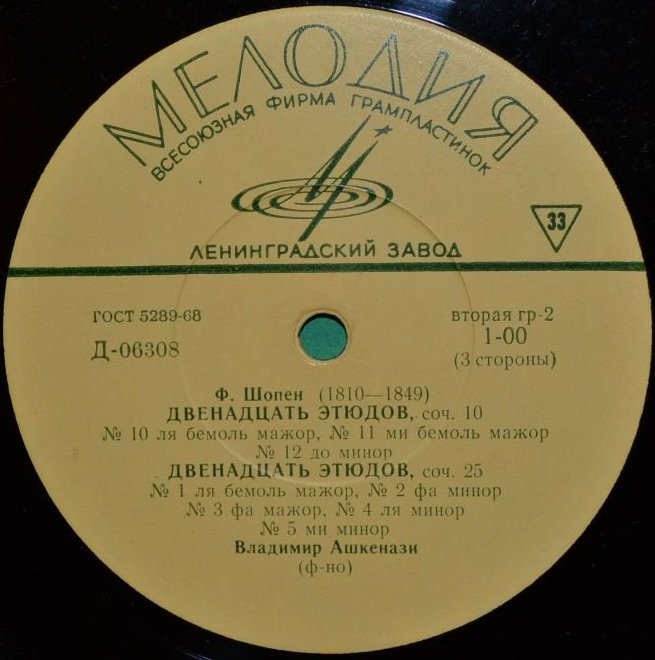 МЕЛОДИЯ
ВСЕСОЮЗНАЯ ФИРМА ГРАМПЛАСТИНОК
33
ЛЕНИНГРАДСКИЙ ЗАВОД
ГОСТ 5289-68
вторая гр-2
Д-06308
1-00
(3 стороны)
Ф. Шопен (1810—1849)
ДВЕНАДЦАТЬ ЭТЮДОВ, соч. 10
№ 10 ля бемоль мажор, № 11 ми бемоль мажор
№ 12 до минор
ДВЕНАДЦАТЬ ЭТЮДОВ, соч. 25
№ 1 ля бемоль мажор, № 2 фа минор
№ 3 фа мажор, № 4 ля минор
№ 5 ми минор
Владимир Ашкенази
(ф-но)